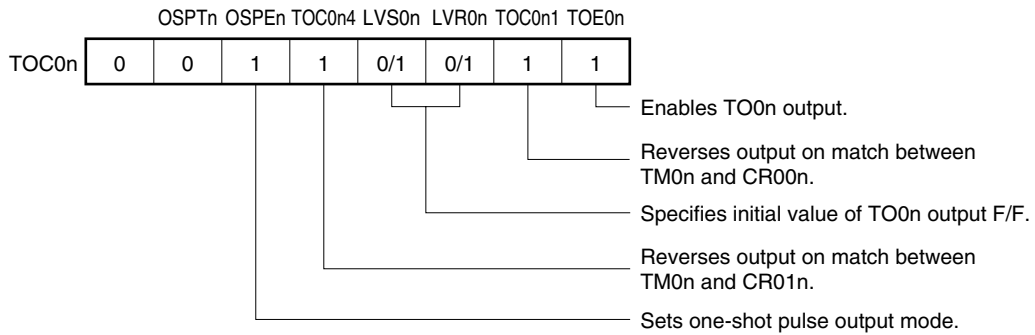 OSPTn OSPEn TOC0n4 LVS0n LVR0n TOC0n1 TOE0n
TOC0n 0 0 1 1 0/1 0/1 1 1
Enables TO0n output.
Reverses output on match between
TM0n and CR00n.
Specifies initial value of TO0n output F/F.
Reverses output on match between
TM0n and CR01n.
Sets one-shot pulse output mode.